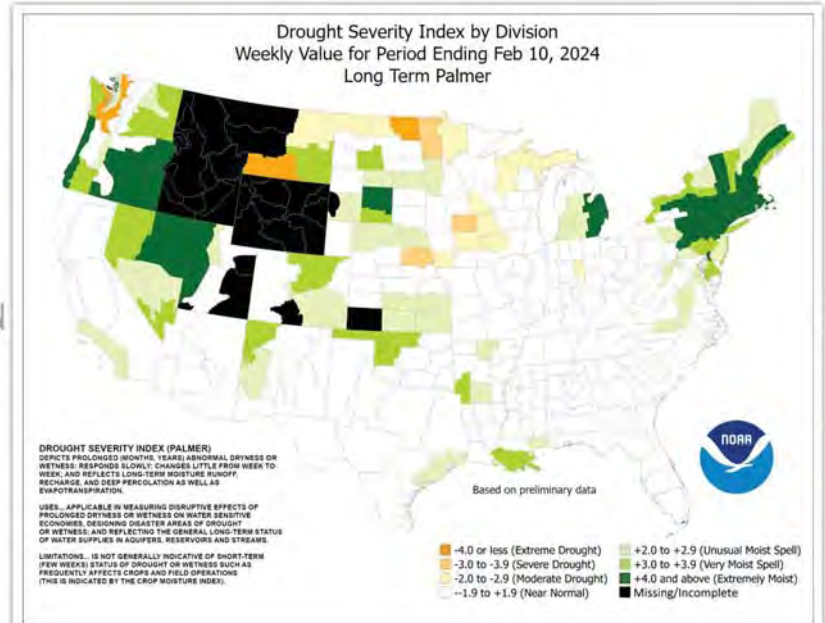 Drought Severity Index by Division
Weekly Value for Period Ending Feb 10, 2024
Long Term Palmer
DROUGHT SEVERITY INDEX (PALMER)
DEPICTS PROLONGED (MONTHS, YEARS) ABNORMAL DRYNESS OR
WETNESS; RESPONDS SLOWLY; CHANGES LITTLE FROM WEEK TO
WEEK; AND REFLECTS LONG-TERM MOISTURE RUNOFF,
RECHARGE, AND DEEP PERCOLATION AS WELL AS
EVAPOTRANSPIRATION.
USES... APPLICABLE IN MEASURING DISRUPTIVE EFFECTS OF
PROLONGED DRYNESS OR WETNESS ON WATER SENSITIVE
ECONOMIES, DESIGNING DISASTER AREAS OF DROUGHT
OR WETNESS; AND REFLECTING THE GENERAL LONG-TERM STATUS
OF WATER SUPPLIES IN AQUIFERS, RESERVOIRS AND STREAMS.
LIMITATIONS... IS NOT GENERALLY INDICATIVE OF SHORT-TERM
(FEW WEEKS) STATUS OF DROUGHT OR WETNESS SUCH AS
FREQUENTLY AFFECTS CROPS AND FIELD OPERATIONS
(THIS IS INDICATED BY THE CROP MOISTURE INDEX).
Based on preliminary data
NOAA
-4.0 or less (Extreme Drought)
-3.0 to -3.9 (Severe Drought)
-2.0 to -2.9 (Moderate Drought)
--1.9 to +1.9 (Near Normal)
+2.0 to +2.9 (Unusual Moist Spell)
+3.0 to +3.9 (Very Moist Spell)
+4.0 and above (Extremely Moist)
Missing/Incomplete